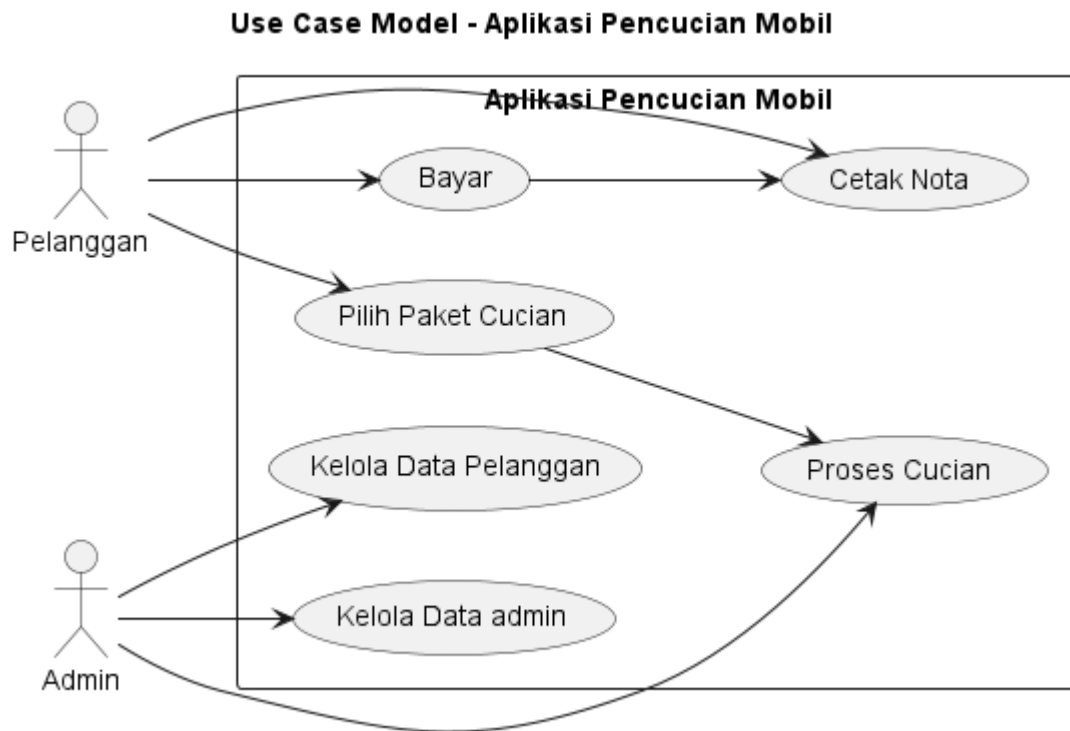 Use Case Model - Aplikasi Pencucian Mobil
Aplikasi Pencucian Mobil
Bayar
Cetak Nota
Pelanggan
Pilih Paket Cucian
Kelola Data Pelanggan
Proses Cucian
Kelola Data admin
Admin